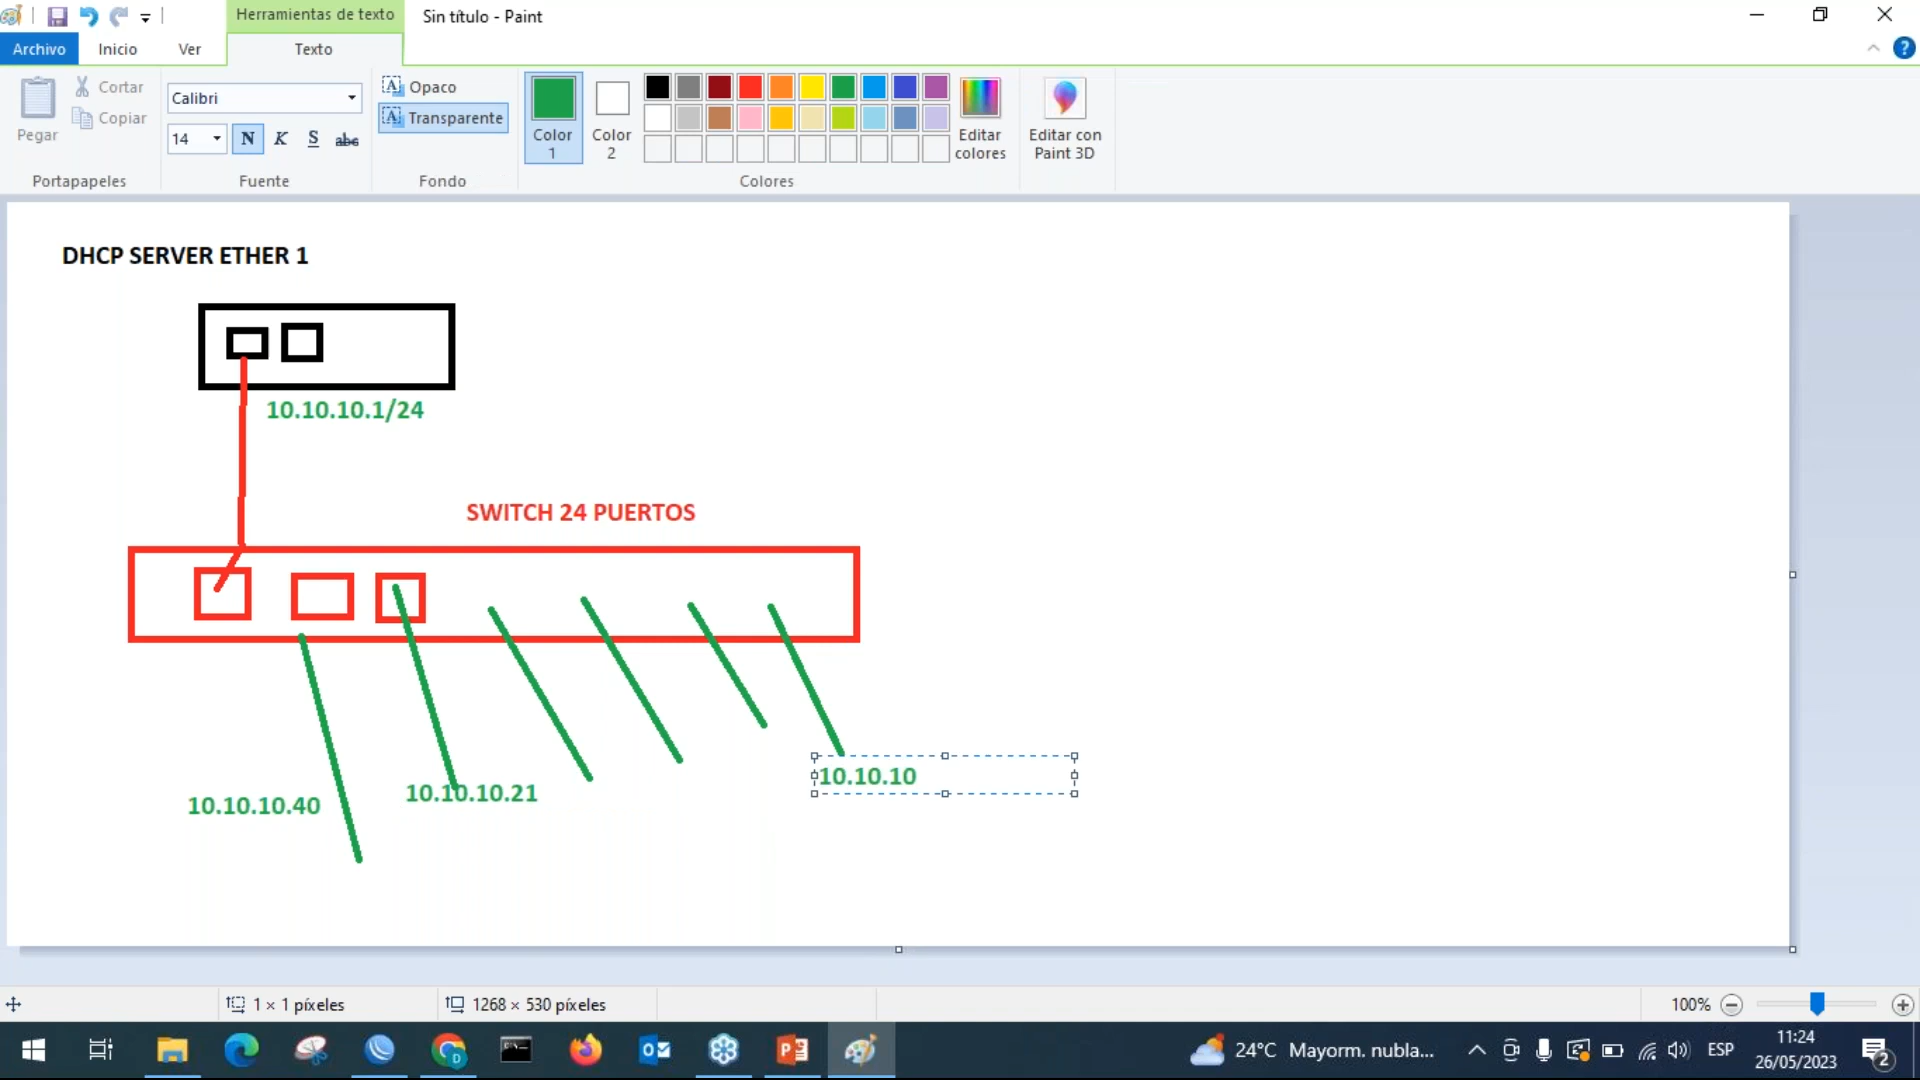 Herramientas de texto
Sin título - Paint
Archivo
Inicio
Ver
Texto
Pegar
Cortar
Copiar
Portapapeles
Calibri
14
N K S abc
Fuente
Opaco
Transparente
Fondo
Color 1
Color 2
Colores
Editar colores
Editar con Paint 3D
DHCP SERVER ETHER 1
10.10.10.1/24
SWITCH 24 PUERTOS
10.10.10
10.10.10.21
10.10.10.40
1 × 1 píxeles
1268 × 530 píxeles
100%
24°C Mayorm. nubla...
ESP
11:24
26/05/2023
2